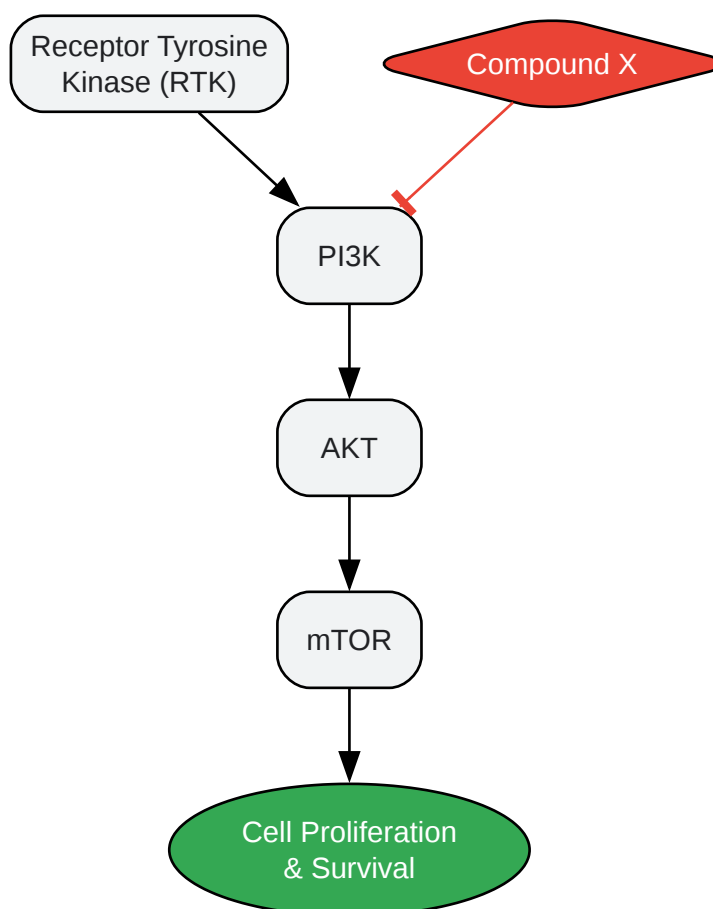 Receptor Tyrosine
Kinase (RTK)
Compound X
PI3K
AKT
mTOR
Cell Proliferation
& Survival